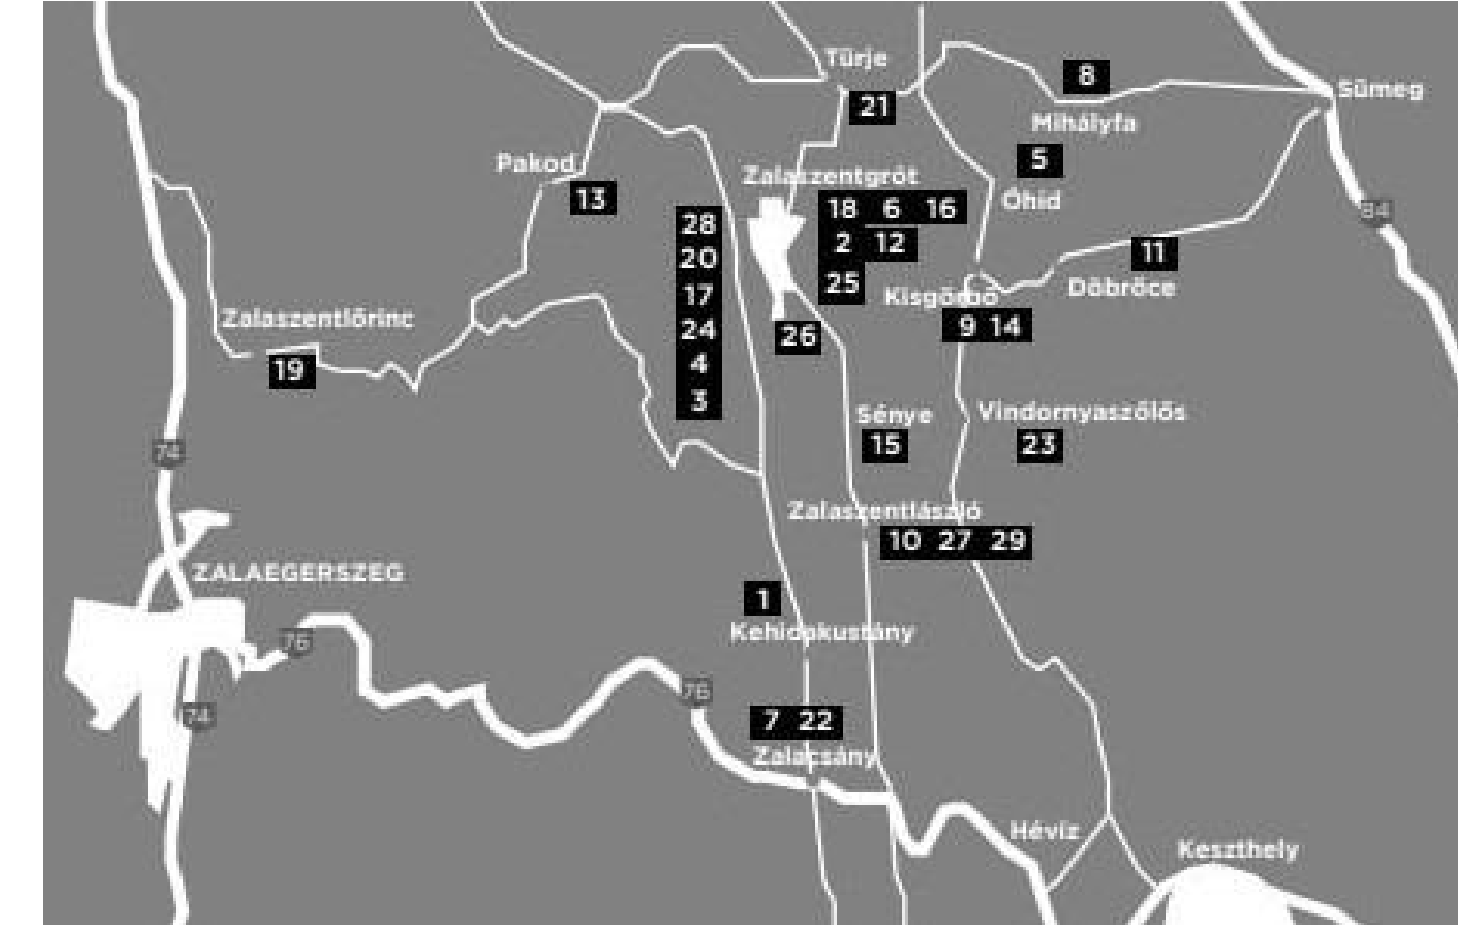 Türje
8
Sümeg
21
Mihályfa
Pakod
5
Zalaszentgrót
13
Óhíd
18 6 16
28
84
2 12
20
11
25
Kisgörbő
Döbröce
17
Zalaszentlőrinc
9 14
24
26
19
4
3
Sénye
Vindornyaszőlős
15
23
74
Zalaszentlászló
10 27 29
ZALAEGERSZEG
1
Kehidakustány
76
76
74
7 22
Zalacsány
Hévíz
Keszthely